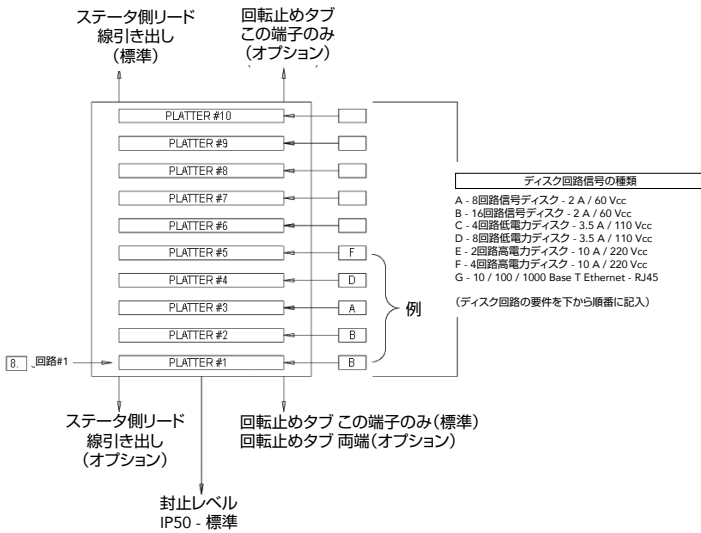 ステータ側リード
線引き出し
（標準）
回転止めタブ
この端子のみ
（オプション）
PLATTER #10
PLATTER #9
PLATTER #8
PLATTER #7
PLATTER #6
PLATTER #5
F
PLATTER #4
D
PLATTER #3
A
PLATTER #2
B
8.
回路#1
PLATTER #1
B
例
ディスク回路信号の種類
A - 8回路信号ディスク - 2 A / 60 Vcc
B - 16回路信号ディスク - 2 A / 60 Vcc
C - 4回路低電力ディスク - 3.5 A / 110 Vcc
D - 8回路低電力ディスク - 3.5 A / 110 Vcc
E - 2回路高電力ディスク - 10 A / 220 Vcc
F - 4回路高電力ディスク - 10 A / 220 Vcc
G - 10 / 100 / 1000 Base T Ethernet - RJ45
（ディスク回路の要件を下から順番に記入）
ステータ側リード
線引き出し
（オプション）
回転止めタブ この端子のみ（標準）
回転止めタブ 両端（オプション）
封止レベル
IP50 - 標準